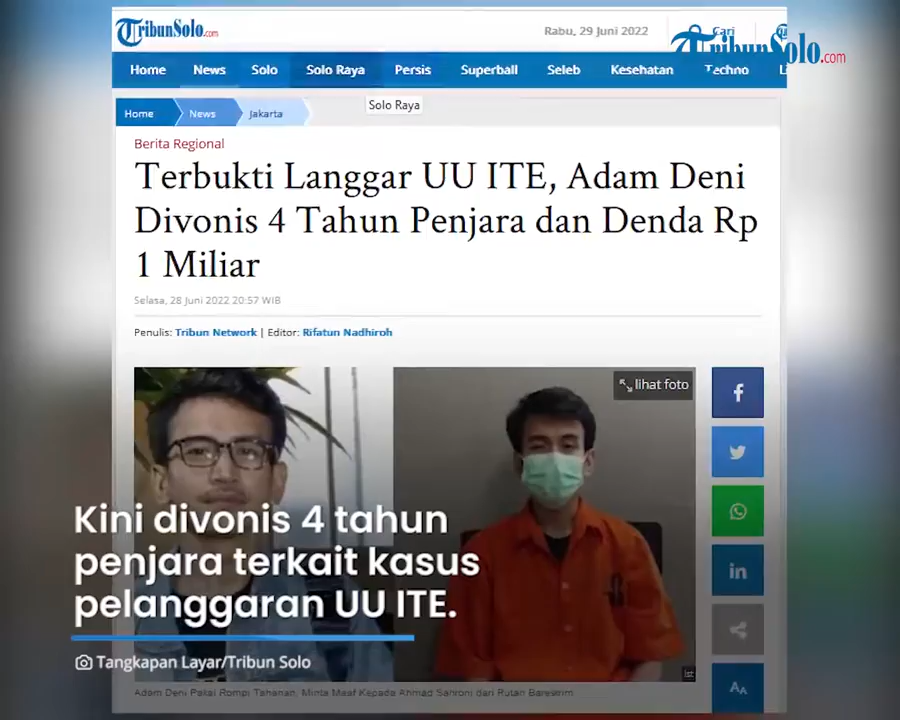 TribunSolo.com
Rabu, 29 Juni 2022
Cari
TribunSolo.com
Home News Solo Solo Raya Persis Superball Seleb Kesehatan Techno
Home News Jakarta
Solo Raya
Berita Regional
Terbukti Langgar UU ITE, Adam Deni
Divonis 4 Tahun Penjara dan Denda Rp
1 Miliar
Selasa, 28 Juni 2022 20:57 WIB
Penulis: Tribun Network | Editor: Rifatun Nadhiroh
lihat foto
Kini divonis 4 tahun
penjara terkait kasus
pelanggaran UU ITE.
Tangkapan Layar/Tribun Solo
Adam Deni Pakai Rompi Tahanan, Minta Maaf Kepada Ahmad Sahroni dari Rutan Bareskrim
AA